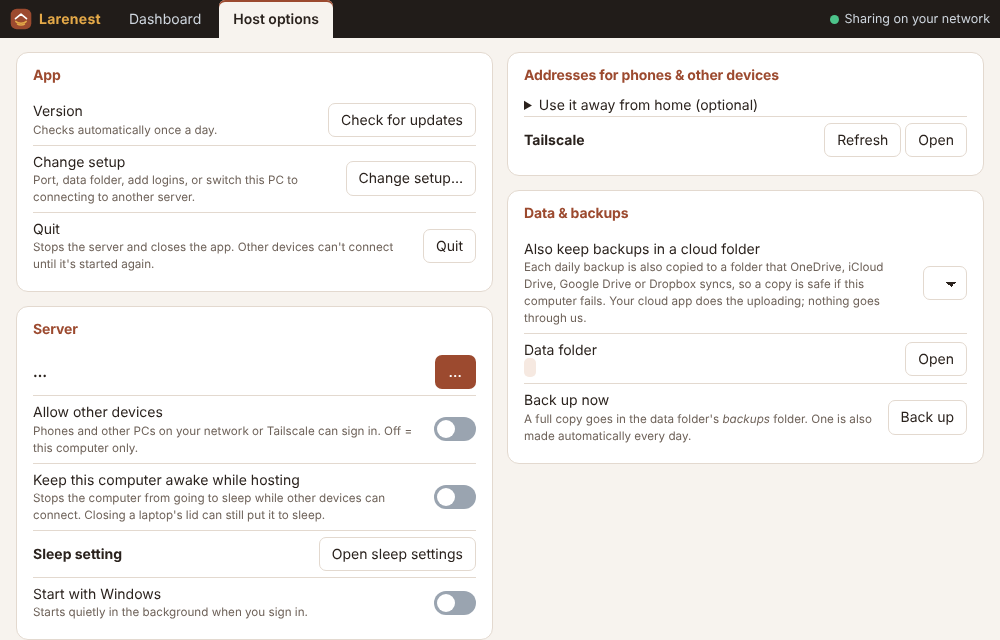 Larenest
Dashboard
Host options
Sharing on your network
App
Version
Checks automatically once a day.
Check for updates
Change setup
Port, data folder, add logins, or switch this PC to
connecting to another server.
Change setup...
Quit
Stops the server and closes the app. Other devices can't connect
until it's started again.
Quit
Server
...
...
Allow other devices
Phones and other PCs on your network or Tailscale can sign in. Off =
this computer only.
Keep this computer awake while hosting
Stops the computer from going to sleep while other devices can
connect. Closing a laptop's lid can still put it to sleep.
Sleep setting
Open sleep settings
Start with Windows
Starts quietly in the background when you sign in.
Addresses for phones & other devices
Use it away from home (optional)
Tailscale
Refresh
Open
Data & backups
Also keep backups in a cloud folder
Each daily backup is also copied to a folder that OneDrive, iCloud
Drive, Google Drive or Dropbox syncs, so a copy is safe if this
computer fails. Your cloud app does the uploading; nothing goes
through us.
Data folder
Open
Back up now
A full copy goes in the data folder's backups folder. One is also
made automatically every day.
Back up